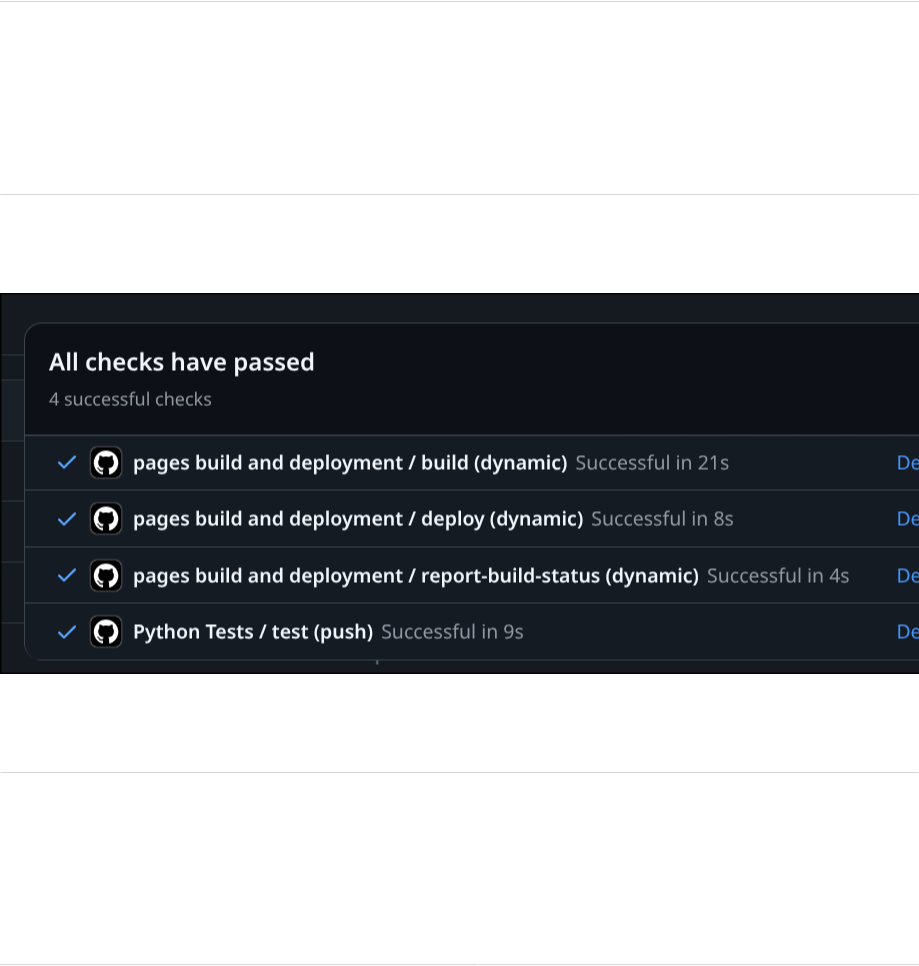 All checks have passed
4 successful checks
pages build and deployment / build (dynamic) Successful in 21s
pages build and deployment / deploy (dynamic) Successful in 8s
pages build and deployment / report-build-status (dynamic) Successful in 4s
Python Tests / test (push) Successful in 9s